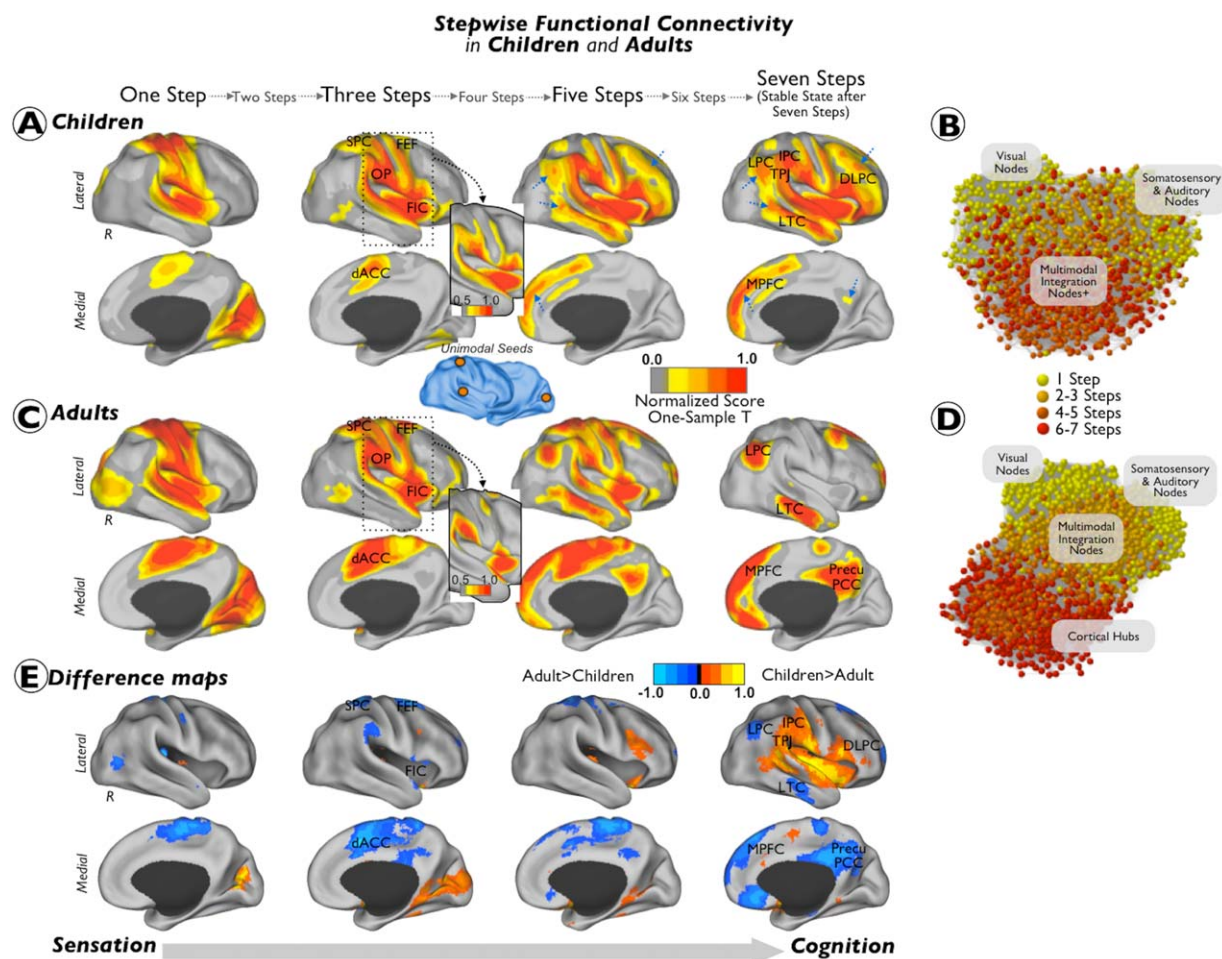 Stepwise Functional Connectivity
in Children and Adults
One Step Two Steps Three Steps Four Steps Five Steps Six Steps Seven Steps
(Stable State after
Seven Steps)
A Children
Lateral
R
SPC FEF
OP
FIC
LPC IPC
TPJ
DLPC
LTC
Medial
dACC
0.5 1.0
MPFC
Unimodal Seeds
0.0 1.0
Normalized Score
One-Sample T
B
Visual
Nodes
Somatosensory
& Auditory
Nodes
Multimodal
Integration
Nodes+
1 Step
2-3 Steps
4-5 Steps
6-7 Steps
C Adults
Lateral
R
SPC FEF
OP
FIC
LPC
LTC
Medial
dACC
0.5 1.0
MPFC
Precu
PCC
D
Visual
Nodes
Somatosensory
& Auditory
Nodes
Multimodal
Integration
Nodes
Cortical Hubs
E Difference maps
Adult>Children
-1.0 0.0 1.0
Children>Adult
Lateral
R
SPC FEF
FIC
LPC IPC
TPJ
DLPC
LTC
Medial
dACC
MPFC
Precu
PCC
Sensation
Cognition